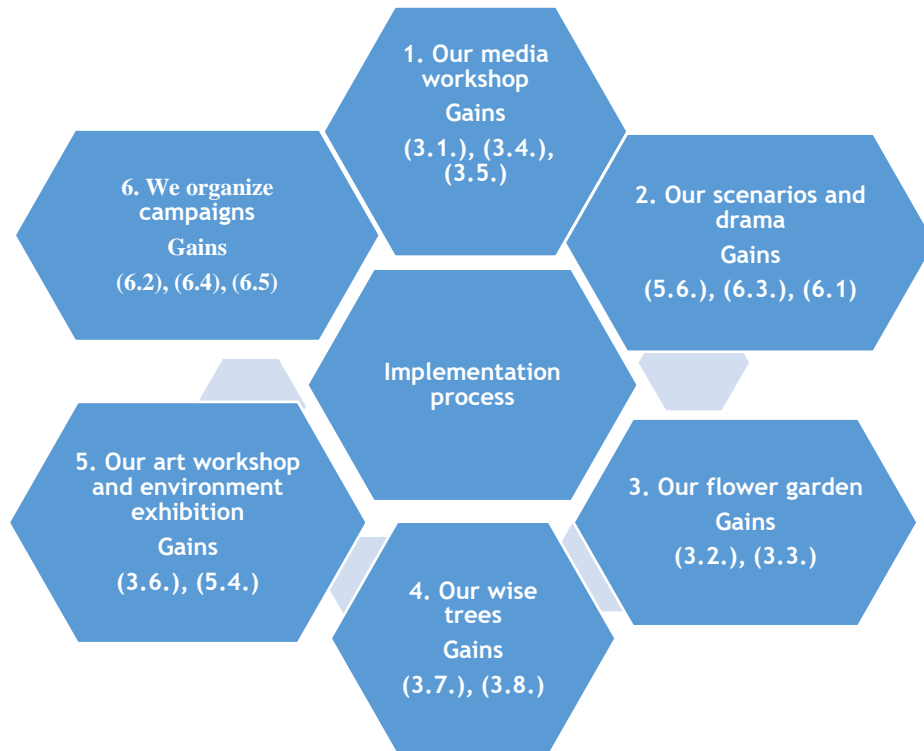 1. Our media
workshop
Gains
(3.1.), (3.4.),
(3.5.)
2. Our scenarios and
drama
Gains
(5.6.), (6.3.), (6.1)
3. Our flower garden
Gains
(3.2.), (3.3.)
4. Our wise
trees
Gains
(3.7.), (3.8.)
5. Our art workshop
and environment
exhibition
Gains
(3.6.), (5.4.)
6. We organize
campaigns
Gains
(6.2), (6.4), (6.5)
Implementation
process